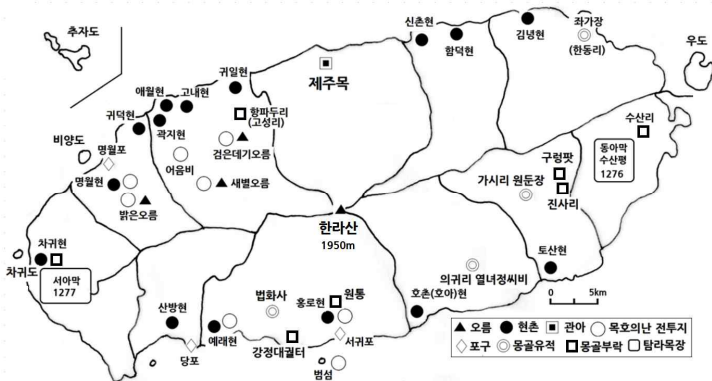 추자도
신촌현
함덕현
김녕현
좌가장
(한동리)
우도
제주목
귀일현
애월현
고내현
항파두리
(고성리)
귀덕현
곽지현
검은데기오름
비양도
명월포
어음비
새별오름
명월현
밝은오름
수산리
동아막
수산평
1276
구렁팟
가시리 원둔장
진사리
한라산
1950m
차귀현
차귀도
서아막
1277
의귀리 열녀정씨비
토산현
0 5km
산방현
법화사
원통
홍로현
호촌(호아)현
예래현
강정대궐터
서귀포
당포
범섬
오름 현촌 관아 목호의난 전투지
포구 몽골유적 몽골부락 탐라목장